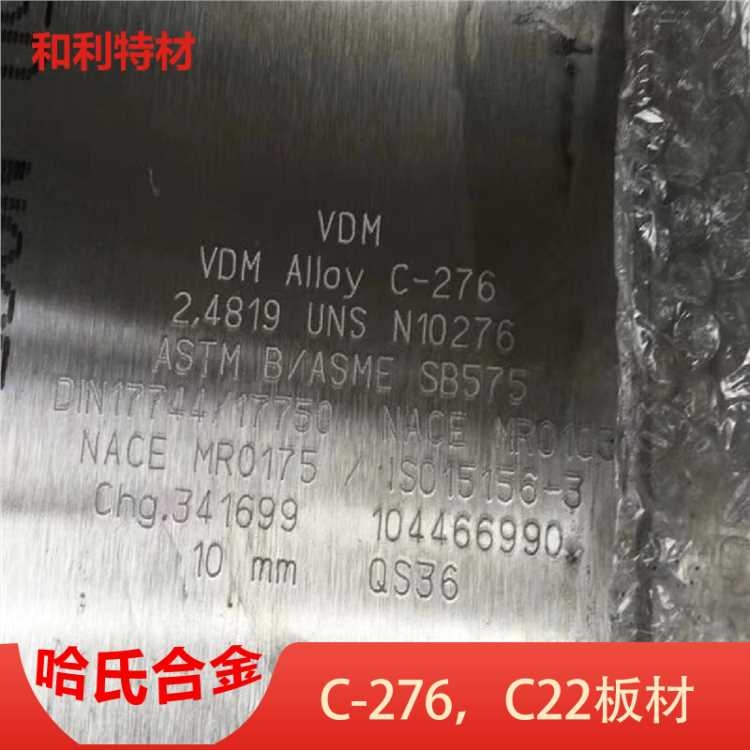 和利特材
VDM
VDM Alloy C-276
2.4819 UNS N10276
ASTM B/ASME SB575
DIN17744/17750 NACE MR0103
NACE MR0175 / ISO15156-3
Chg.341699 104466990
10 mm QS36
哈氏合金
C-276，C22板材